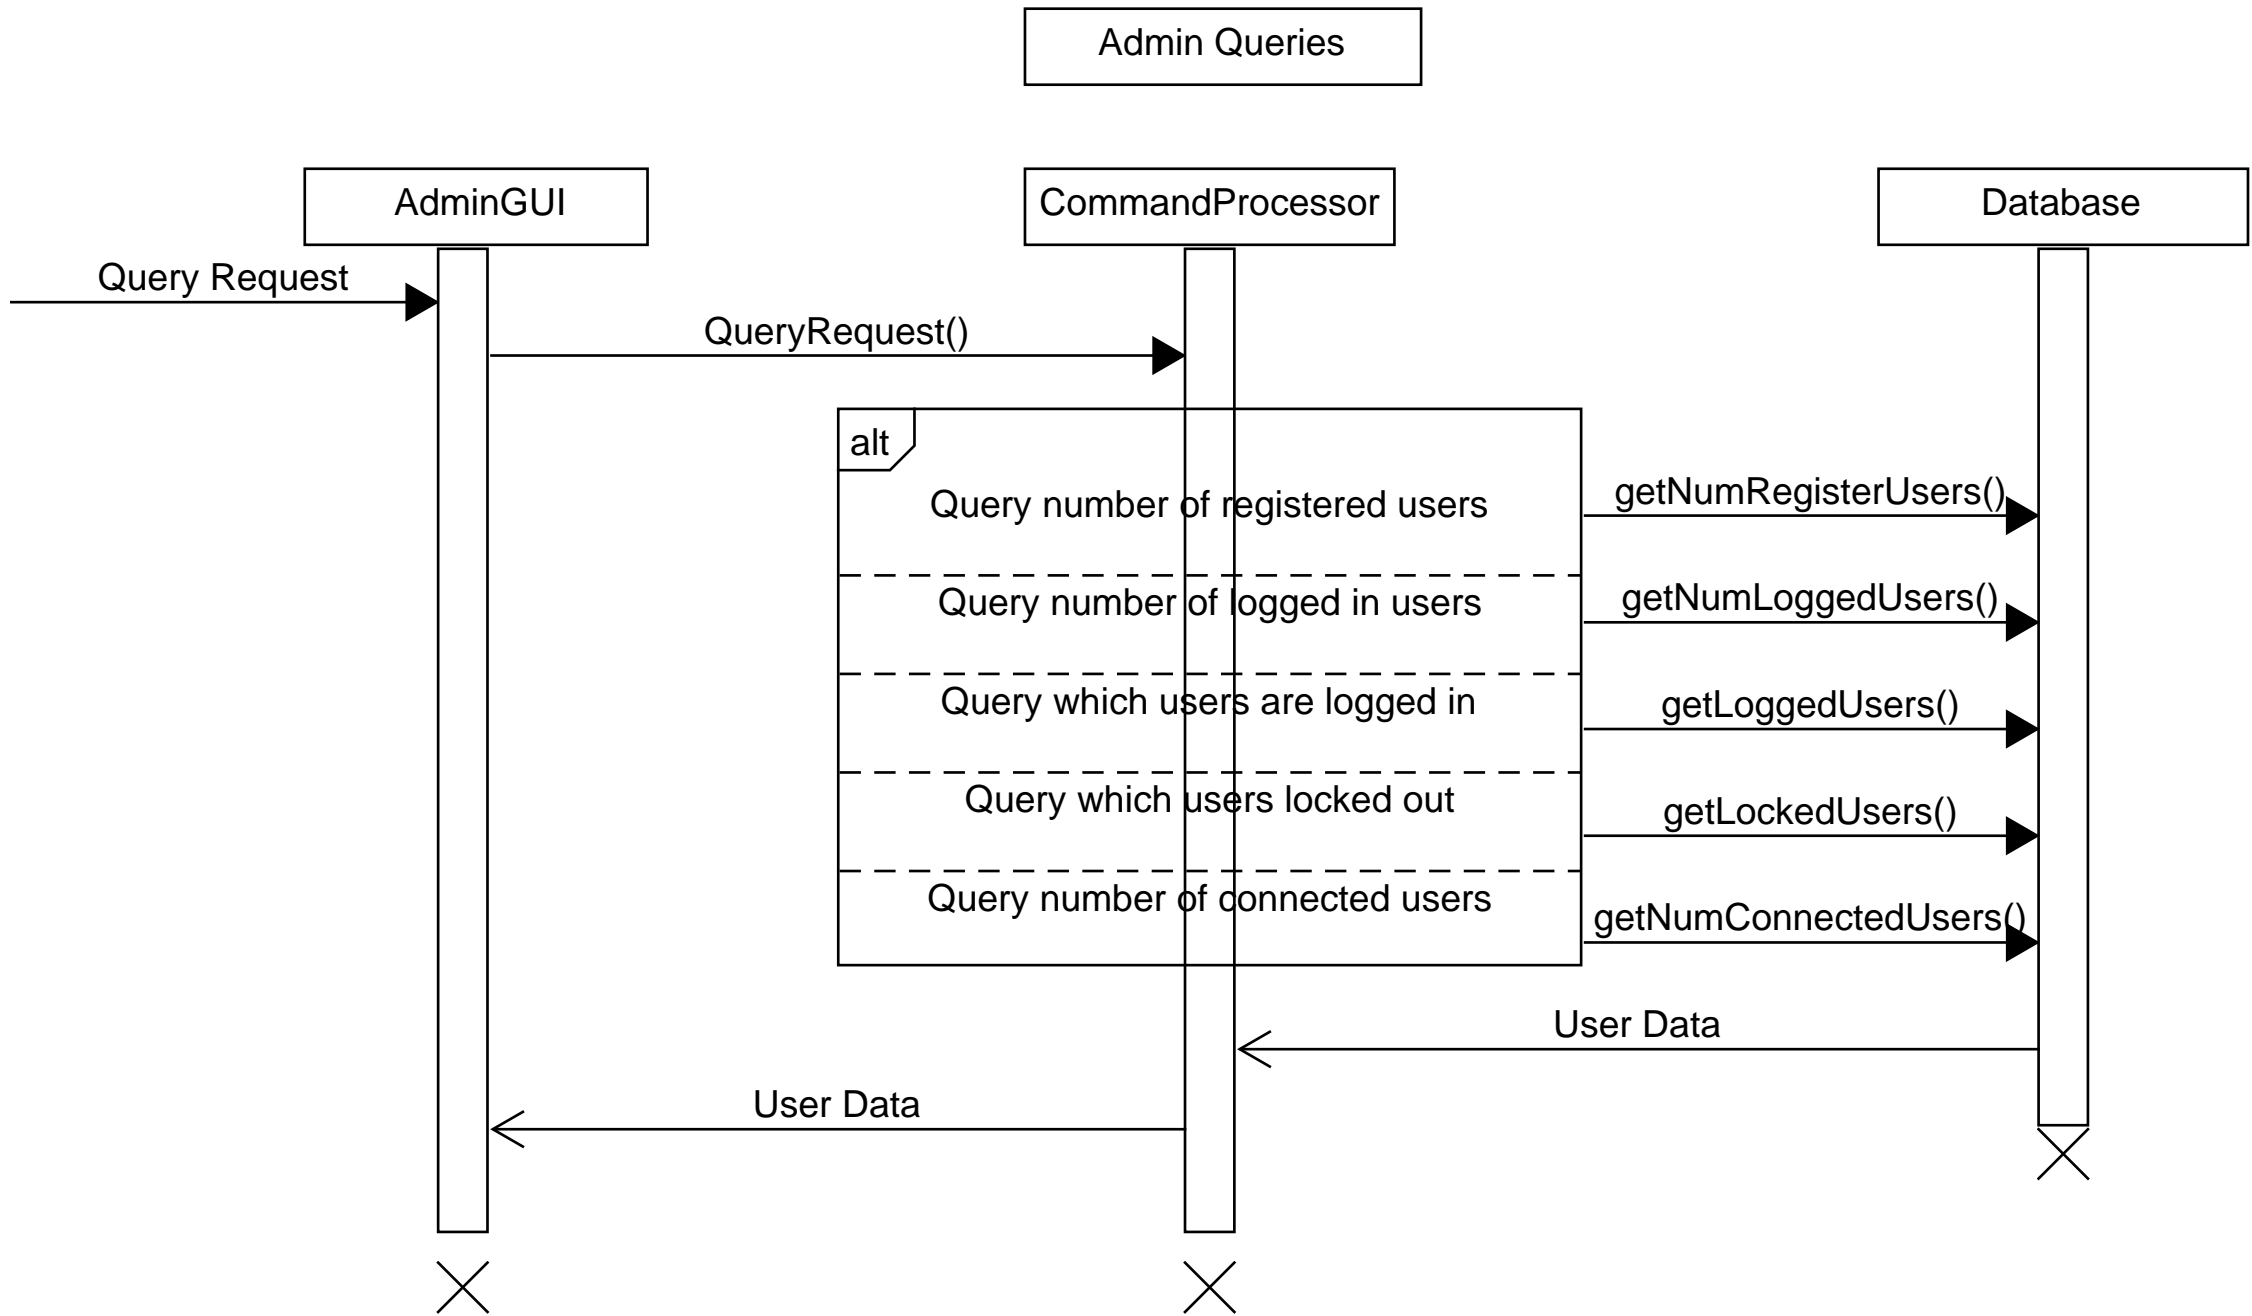 Admin Queries
AdminGUI
CommandProcessor
Database
Query Request
QueryRequest()
alt
Query number of registered users
getNumRegisterUsers()
Query number of logged in users
getNumLoggedUsers()
Query which users are logged in
getLoggedUsers()
Query which users locked out
getLockedUsers()
Query number of connected users
getNumConnectedUsers()
User Data
User Data